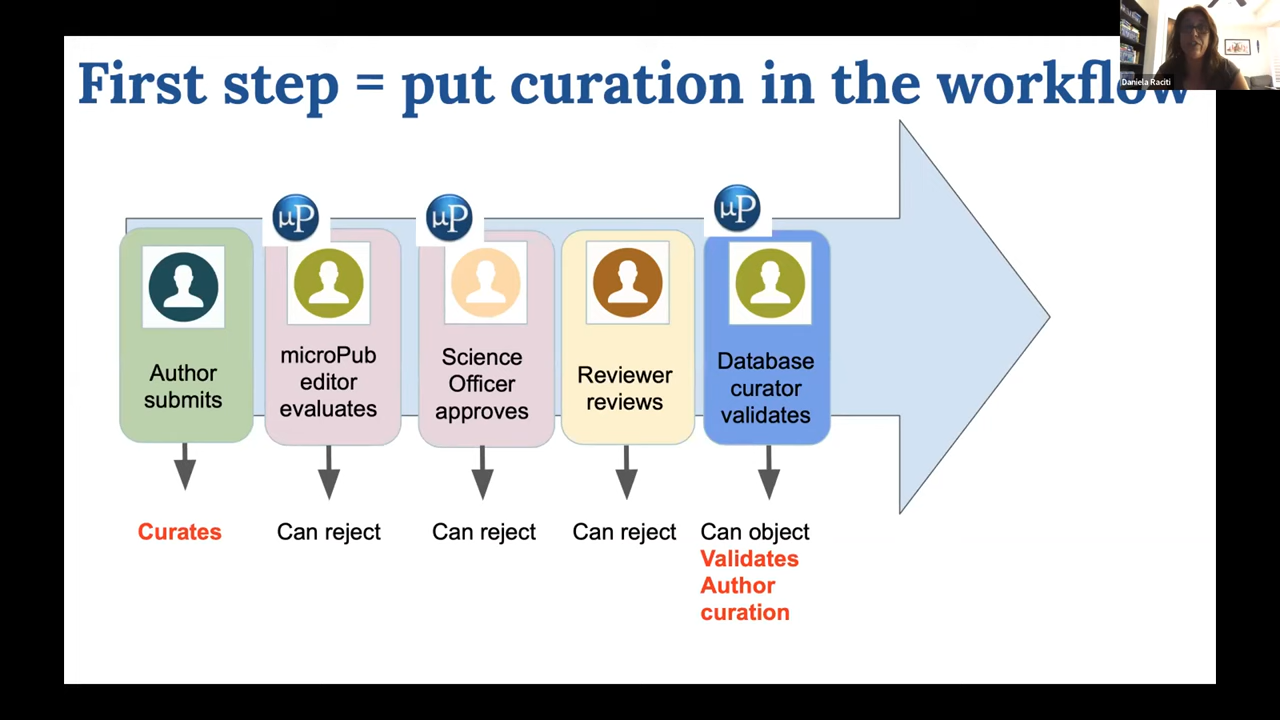 First step = put curation in the workflow
Daniela Raciti
µP
µP
µP
Author
submits
microPub
editor
evaluates
Science
Officer
approves
Reviewer
reviews
Database
curator
validates
Curates
Can reject
Can reject
Can reject
Can object
Validates
Author
curation